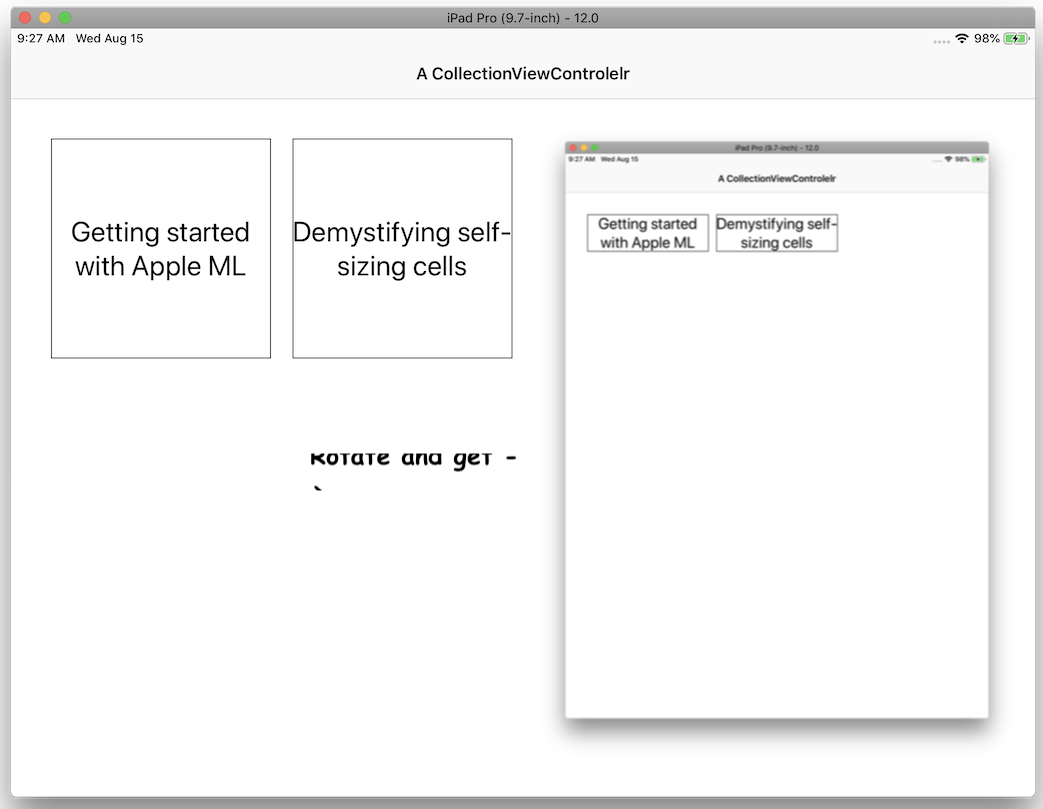 iPad Pro (9.7-inch) - 12.0
9:27 AM Wed Aug 15 98%
A CollectionViewControlelr
Getting started
with Apple ML
Demystifying self-
sizing cells
Rotate and get -
iPad Pro (9.7-inch) - 12.0
9:27 AM Wed Aug 15 98%
A CollectionViewControlelr
Getting started
with Apple ML
Demystifying self-
sizing cells